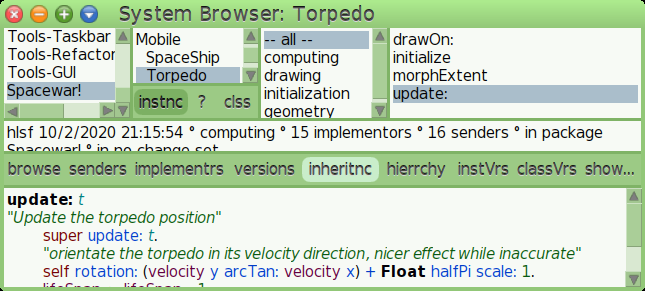 System Browser: Torpedo
Tools-Taskbar
Tools-Refactor
Tools-GUI
Spacewar!
Mobile
SpaceShip
Torpedo
instnc ? clss
-- all --
computing
drawing
initialization
geometry
drawOn:
initialize
morphExtent
update:
hlsf 10/2/2020 21:15:54 ° computing ° 15 implementors ° 16 senders ° in package
Spacewar! ° in no change set
browse senders implementrs versions inheritnc hierrchy instVrs classVrs show...
update: t
"Update the torpedo position"
super update: t.
"orientate the torpedo in its velocity direction, nicer effect while inaccurate"
self rotation: (velocity y arcTan: velocity x) + Float halfPi scale: 1.